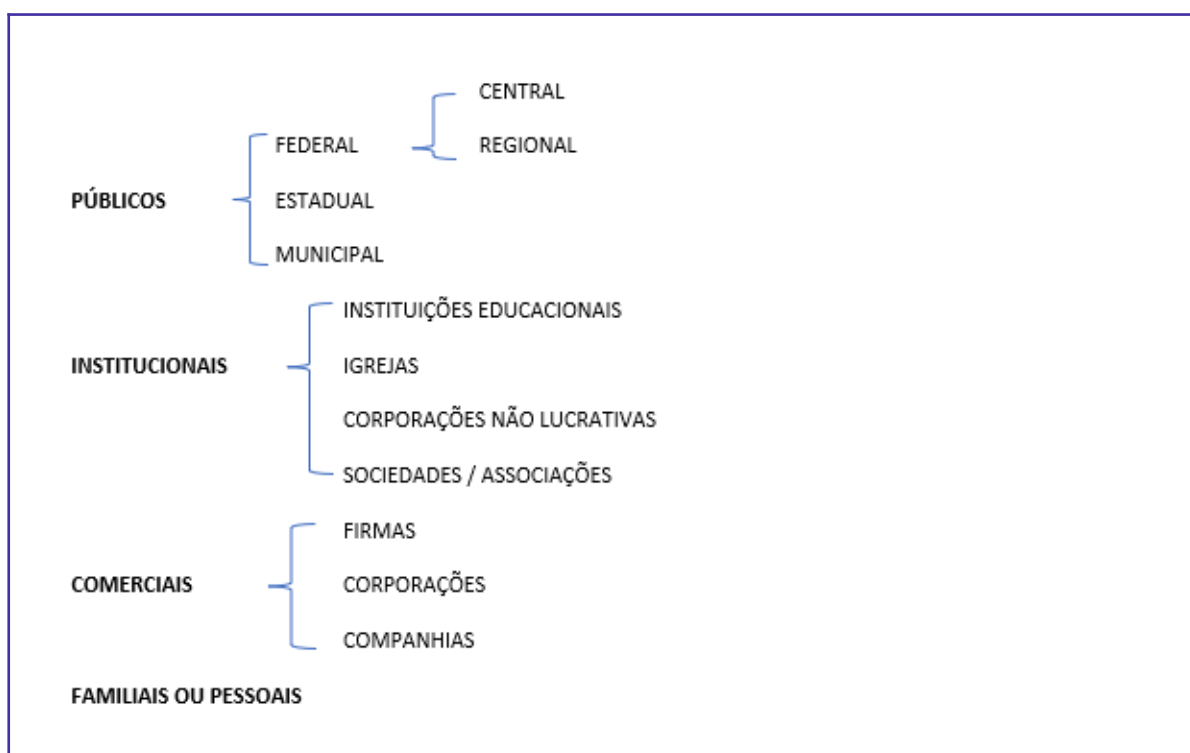 CENTRAL
FEDERAL REGIONAL
PÚBLICOS ESTADUAL
MUNICIPAL
INSTITUIÇÕES EDUCACIONAIS
INSTITUCIONAIS IGREJAS
CORPORAÇÕES NÃO LUCRATIVAS
SOCIEDADES / ASSOCIAÇÕES
FIRMAS
COMERCIAIS CORPORAÇÕES
COMPANHIAS
FAMILIAIS OU PESSOAIS